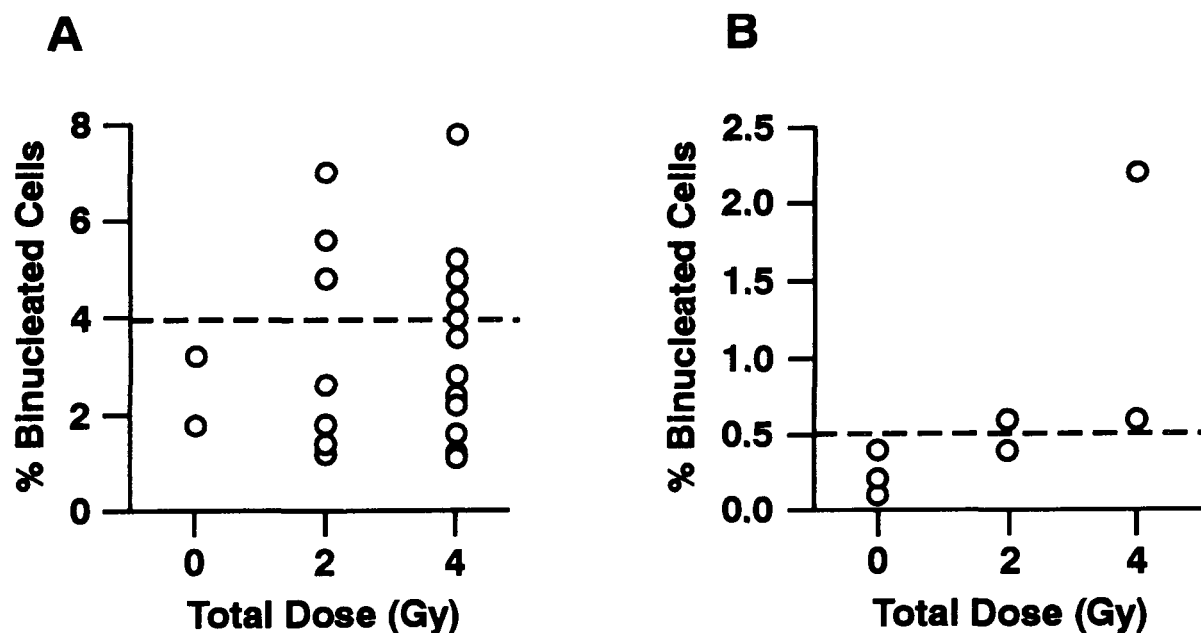 A
% Binucleated Cells
8
6
4
2
0
0 2 4
Total Dose (Gy)
B
% Binucleated Cells
2.5
2.0
1.5
1.0
0.5
0.0
0 2 4
Total Dose (Gy)